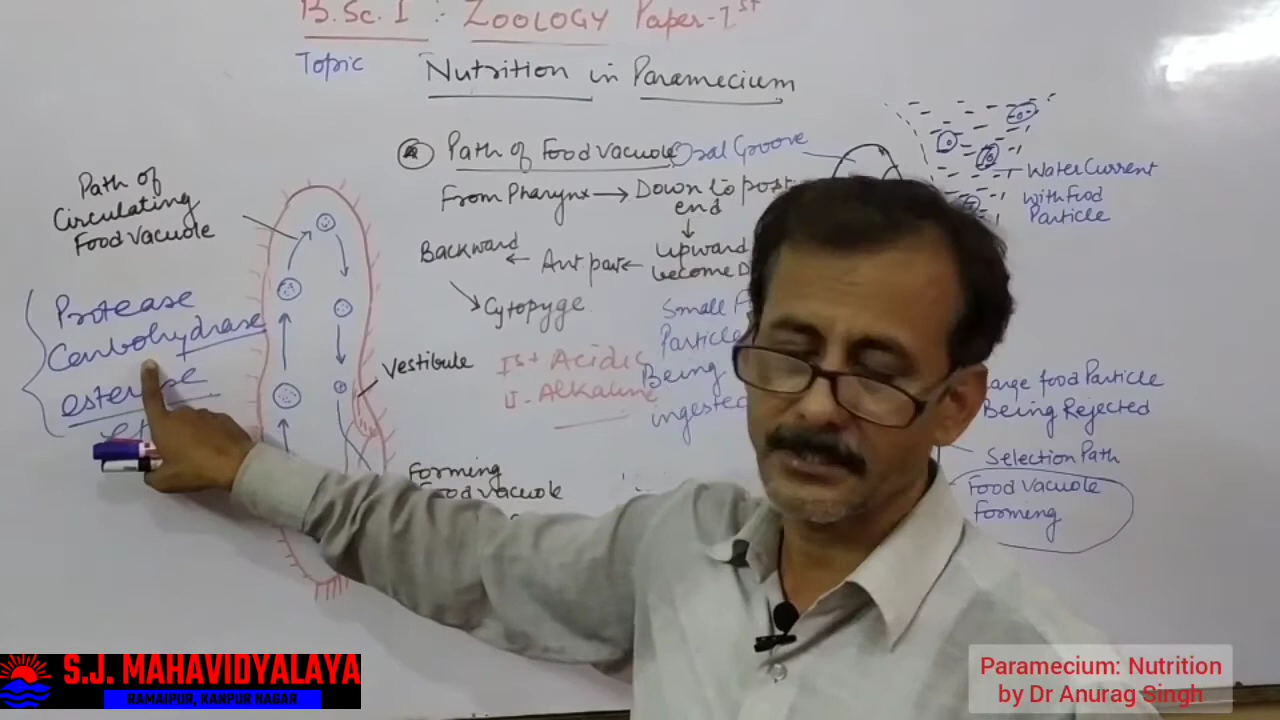 B.Sc. I : ZOOLOGY Paper-Ist
Topic
Nutrition in Paramecium
Path of Food Vacuole
From Pharynx → Down to post
end
Upward
become D
← Ant part
← Backward
Cytopyge
Ist Acidic
II. Alkaline
Path of
Circulating
Food Vacuole
Protease
Carbohydrase
esterase
Vestibule
Forming
Food Vacuole
Oral Groove
Water Current
with Food
Particle
Small
Particle
Being
ingested
Large food Particle
Being Rejected
Selection Path
Food Vacuole
Forming
S.J. MAHAVIDYALAYA
RAMAIPUR, KANPUR NAGAR
Paramecium: Nutrition
by Dr Anurag Singh